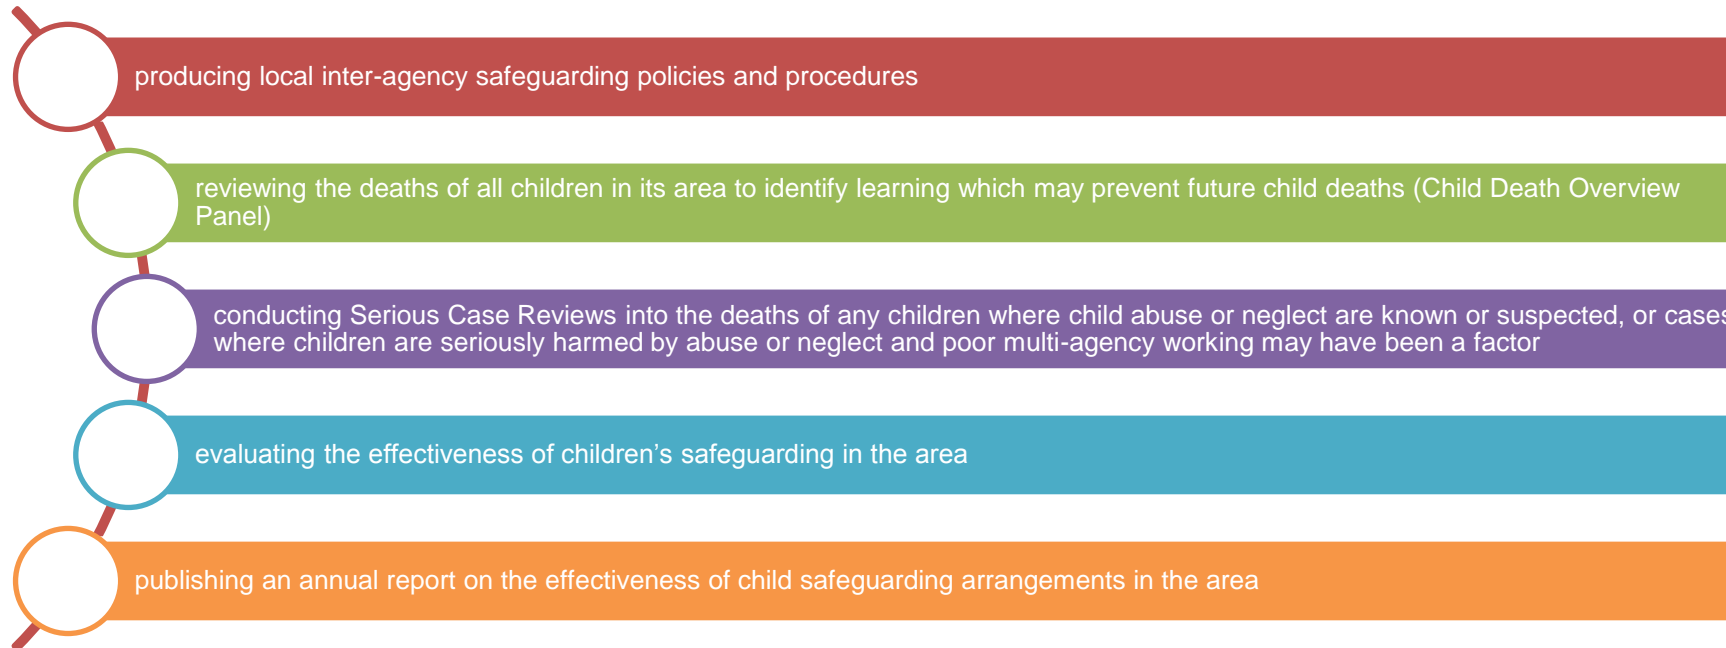 producing local inter-agency safeguarding policies and procedures
reviewing the deaths of all children in its area to identify learning which may prevent future child deaths (Child Death Overview
Panel)
conducting Serious Case Reviews into the deaths of any children where child abuse or neglect are known or suspected, or cases
where children are seriously harmed by abuse or neglect and poor multi-agency working may have been a factor
evaluating the effectiveness of children’s safeguarding in the area
publishing an annual report on the effectiveness of child safeguarding arrangements in the area